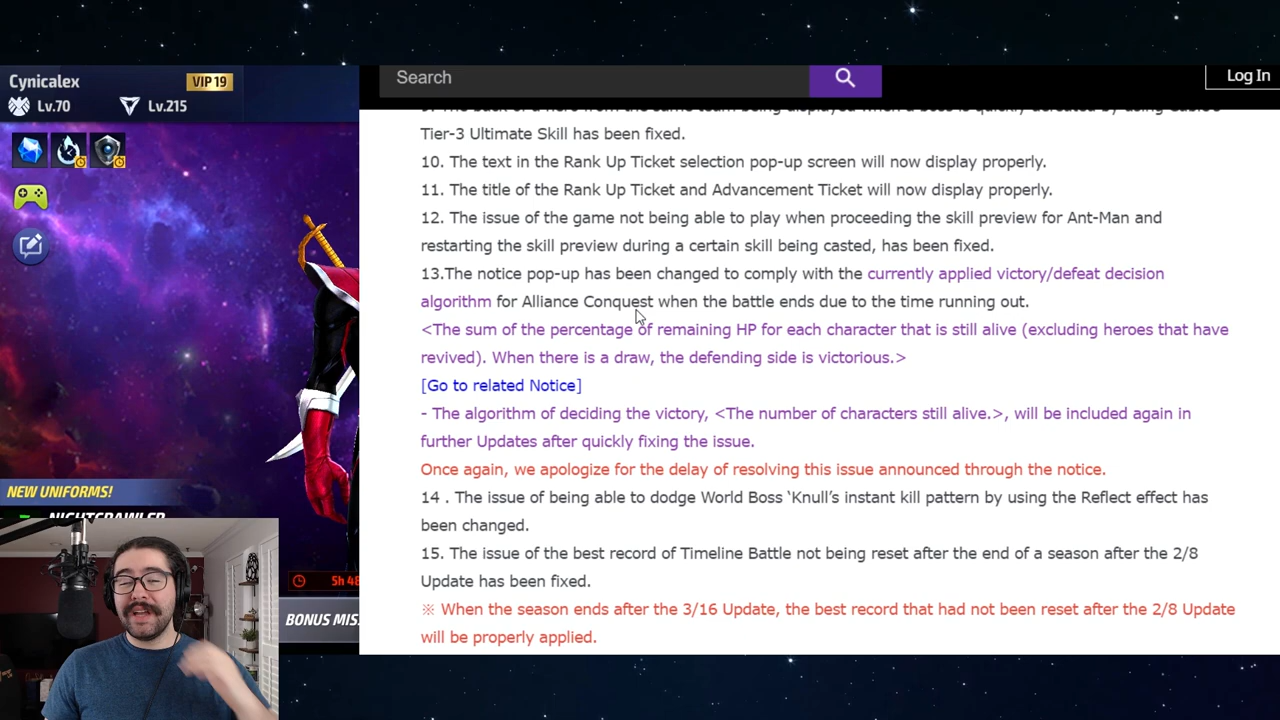 Cynicalex
VIP 19
Lv.70
Lv.215
Search
Log In
Tier-3 Ultimate Skill has been fixed.
10. The text in the Rank Up Ticket selection pop-up screen will now display properly.
11. The title of the Rank Up Ticket and Advancement Ticket will now display properly.
12. The issue of the game not being able to play when proceeding the skill preview for Ant-Man and
restarting the skill preview during a certain skill being casted, has been fixed.
13.The notice pop-up has been changed to comply with the currently applied victory/defeat decision
algorithm for Alliance Conquest when the battle ends due to the time running out.
<The sum of the percentage of remaining HP for each character that is still alive (excluding heroes that have
revived). When there is a draw, the defending side is victorious.>
[Go to related Notice]
- The algorithm of deciding the victory, <The number of characters still alive.>, will be included again in
further Updates after quickly fixing the issue.
Once again, we apologize for the delay of resolving this issue announced through the notice.
14 . The issue of being able to dodge World Boss ‘Knull’s instant kill pattern by using the Reflect effect has
been changed.
15. The issue of the best record of Timeline Battle not being reset after the end of a season after the 2/8
Update has been fixed.
※ When the season ends after the 3/16 Update, the best record that had not been reset after the 2/8 Update
will be properly applied.
NEW UNIFORMS!
NIGHTCRAWLER
5h 48
BONUS MIS